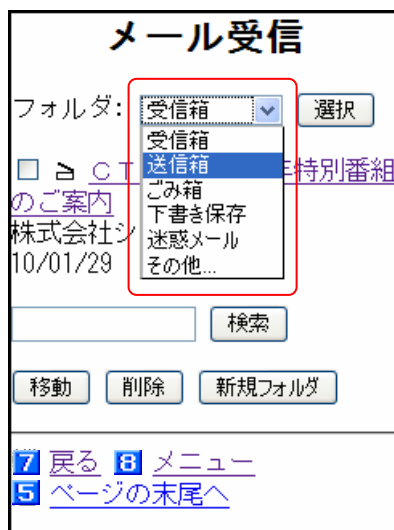 メール受信
フォルダ: 受信箱 選択
受信箱
送信箱
ごみ箱
下書き保存
迷惑メール
その他...
ＣＴ 特別番組
のご案内
株式会社シ
10/01/29
検索
移動 削除 新規フォルダ
7 戻る 8 メニュー
5 ページの末尾へ